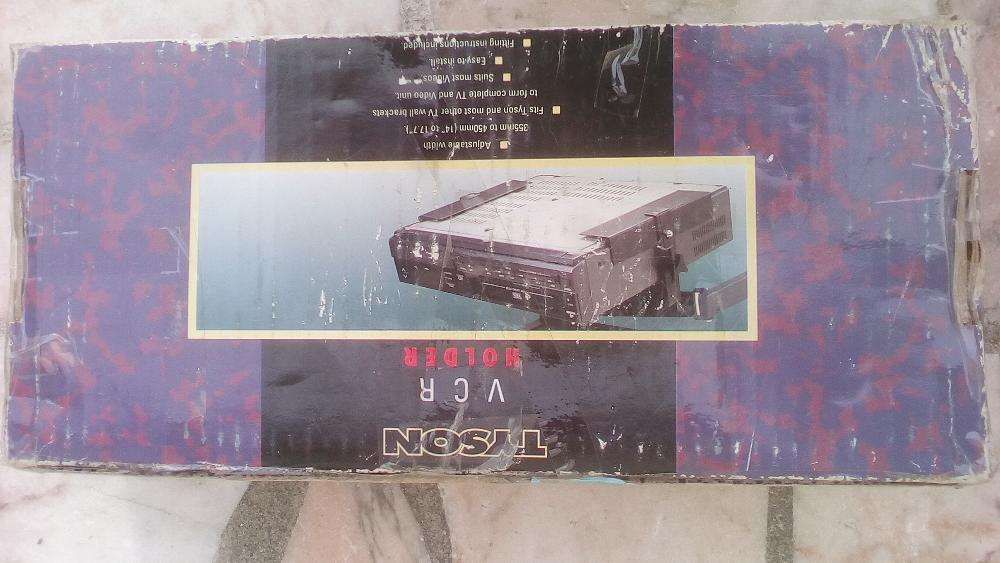 TYSON
VCR
HOLDER
Adjustable width
355mm to 450mm (14" to 17.7").
Fits Tyson and most other TV wall brackets
to form complete TV and Video unit.
Suits most Videos.
Easy to install.
Fitting instructions included.